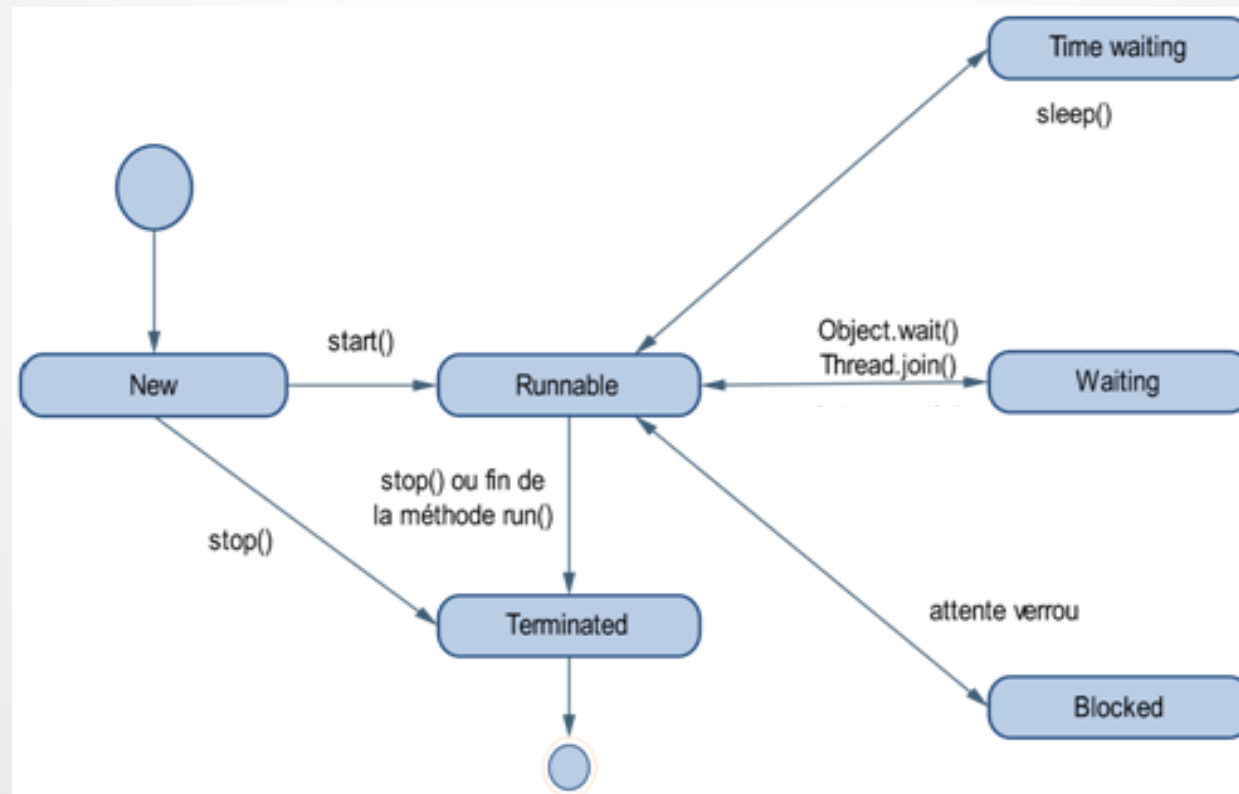 Time waiting
sleep()
start()
Object.wait()
Thread.join()
New
Runnable
Waiting
stop() ou fin de
la méthode run()
stop()
attente verrou
Terminated
Blocked